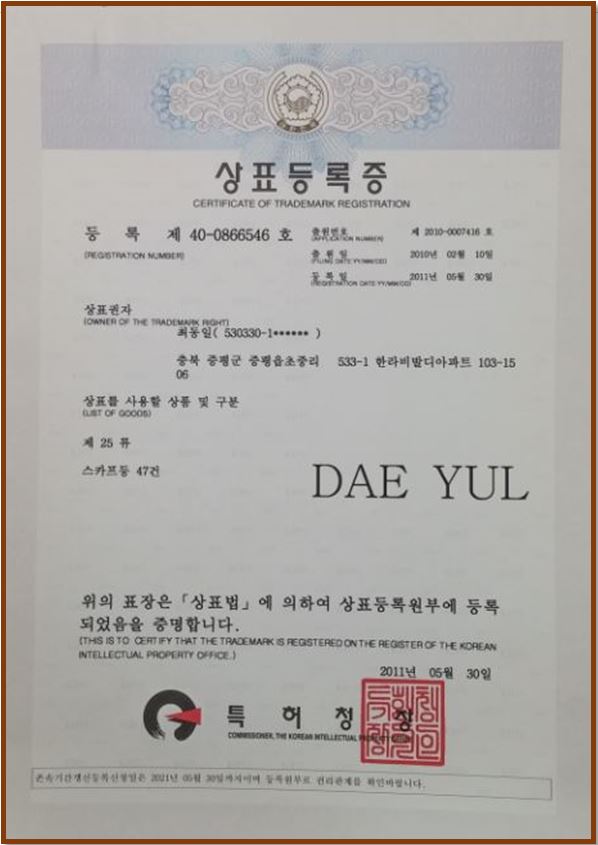 상표등록증
CERTIFICATE OF TRADEMARK REGISTRATION
등 록 제 40-0866546 호
(REGISTRATION NUMBER)
출원번호 제 2010-0007416 호
(APPLICATION NUMBER)
출 원 일 2010년 02월 10일
(FILING DATE:YY/MM/DD)
등 록 일 2011년 05월 30일
(REGISTRATION DATE:YY/MM/DD)
상표권자
(OWNER OF THE TRADEMARK RIGHT)
최동일( 530330-1****** )
충북 증평군 증평읍초중리 533-1 한라비발디아파트 103-15
06
상표를 사용할 상품 및 구분
(LIST OF GOODS)
제 25 류
스카프등 47건
DAE YUL
위의 표장은「상표법」에 의하여 상표등록원부에 등록
되었음을 증명합니다.
(THIS IS TO CERTIFY THAT THE TRADEMARK IS REGISTERED ON THE REGISTER OF THE KOREAN
INTELLECTUAL PROPERTY OFFICE.)
2011년 05월 30일
특 허 청 장
COMMISSIONER, THE KOREAN INTELLECTUAL
존속기간갱신등록신청일은 2021년 05월 30일까지이며 등록원부로 권리관계를 확인바랍니다.